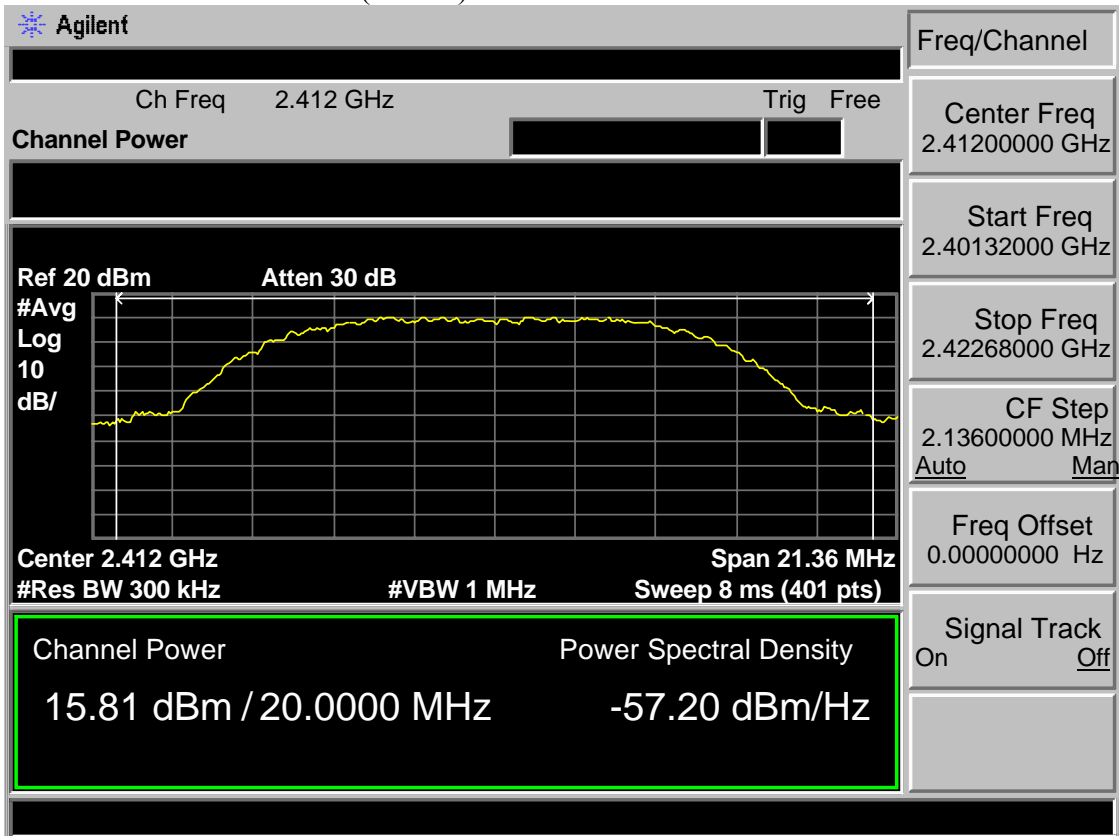 Agilent
Ch Freq 2.412 GHz Trig Free
Channel Power
Ref 20 dBm Atten 30 dB
#Avg
Log
10
dB/
Center 2.412 GHz Span 21.36 MHz
#Res BW 300 kHz #VBW 1 MHz Sweep 8 ms (401 pts)
Channel Power Power Spectral Density
15.81 dBm / 20.0000 MHz -57.20 dBm/Hz
Freq/Channel
Center Freq
2.41200000 GHz
Start Freq
2.40132000 GHz
Stop Freq
2.42268000 GHz
CF Step
2.13600000 MHz
Auto Man
Freq Offset
0.00000000 Hz
Signal Track
On Off